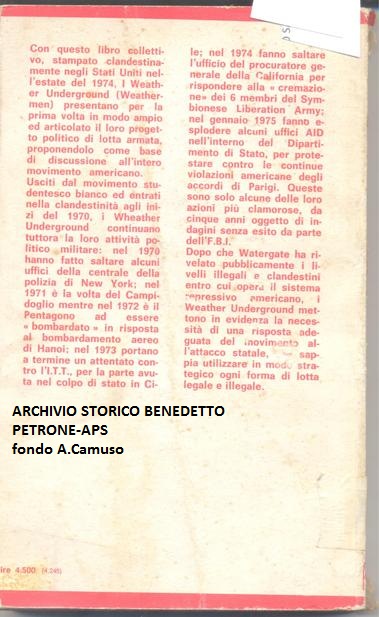 Con questo libro colletti-
vo, stampato clandestina-
mente negli Stati Uniti nel-
l'estate del 1974, I Weath-
er Underground (Weather-
men) presentano per la
prima volta in modo ampio
ed articolato il loro proget-
to politico di lotta armata,
proponendolo come base
di discussione all'intero
movimento americano.
Usciti dal movimento stu-
dentesco bianco ed entrati
nella clandestinità agli ini-
zi del 1970, i Wheather
Underground continuano
tuttora la loro attività po-
litico militare: nel 1970
hanno fatto saltare alcuni
uffici della centrale della
polizia di New York; nel
1971 è la volta del Campi-
doglio mentre nel 1972 è il
Pentagono ad essere
« bombardato » in risposta
al bombardamento aereo
di Hanoi; nel 1973 portano
a termine un attentato con-
tro l'I.T.T., per la parte avu-
ta nel colpo di stato in Ci-
le; nel 1974 fanno saltare
l'ufficio del procuratore ge-
nerale della California per
rispondere alla « cremazio-
ne» dei 6 membri del Sym-
bionese Liberation Army;
nel gennaio 1975 fanno e-
splodere alcuni uffici AID
nell'interno del Diparti-
mento di Stato, per prote-
stare contro le continue
violazioni americane degli
accordi di Parigi. Queste
sono solo alcune delle loro
azioni più clamorose, da
cinque anni oggetto di in-
dagini senza esito da parte
dell'F.B.I.
Dopo che Watergate ha ri-
velato pubblicamente i li-
velli illegali e clandestini
entro cui opera il sistema
repressivo americano, i
Weather Underground met-
tono in evidenza la neces-
sità di una risposta ade-
guata del movimento al-
l'attacco statale, sap-
pia utilizzare in modo stra-
tegico ogni forma di lotta
legale e illegale.
ARCHIVIO STORICO BENEDETTO
PETRONE-APS
fondo A.Camuso
ire 4.500 (4.245)